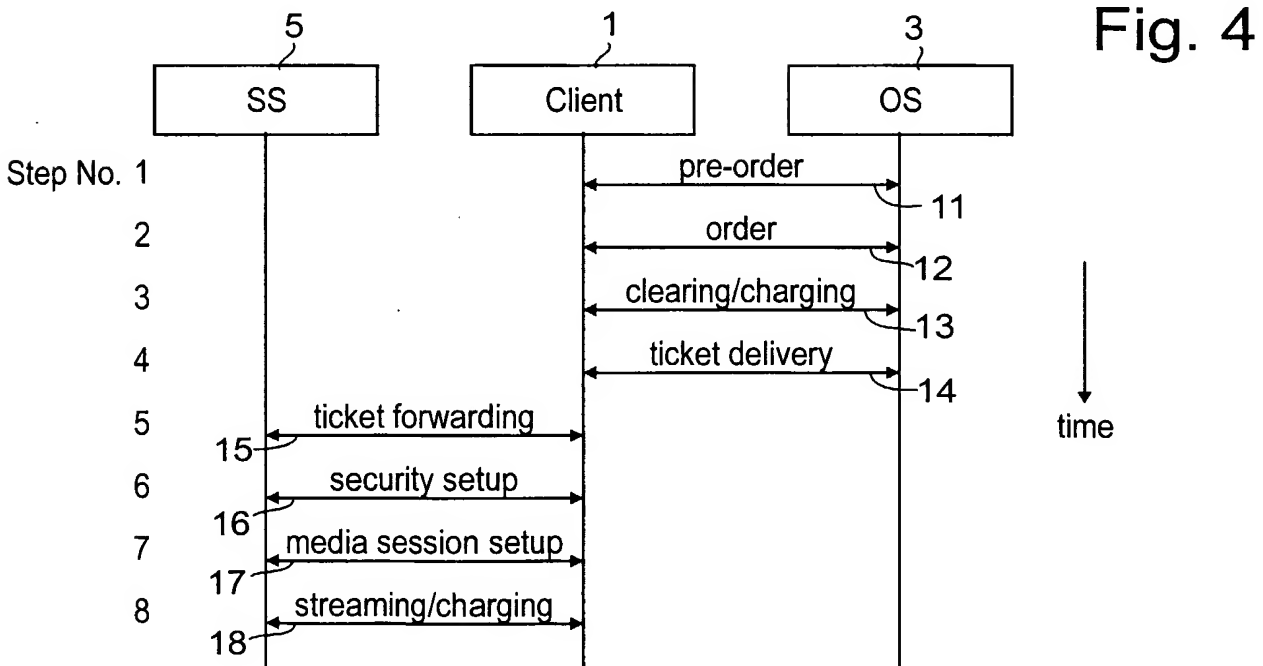 Fig. 4
5 1 3
SS Client OS
Step No. 1 pre-order 11
2 order 12
3 clearing/charging 13
4 ticket delivery 14
5 ticket forwarding 15
time
6 security setup 16
7 media session setup 17
8 streaming/charging 18